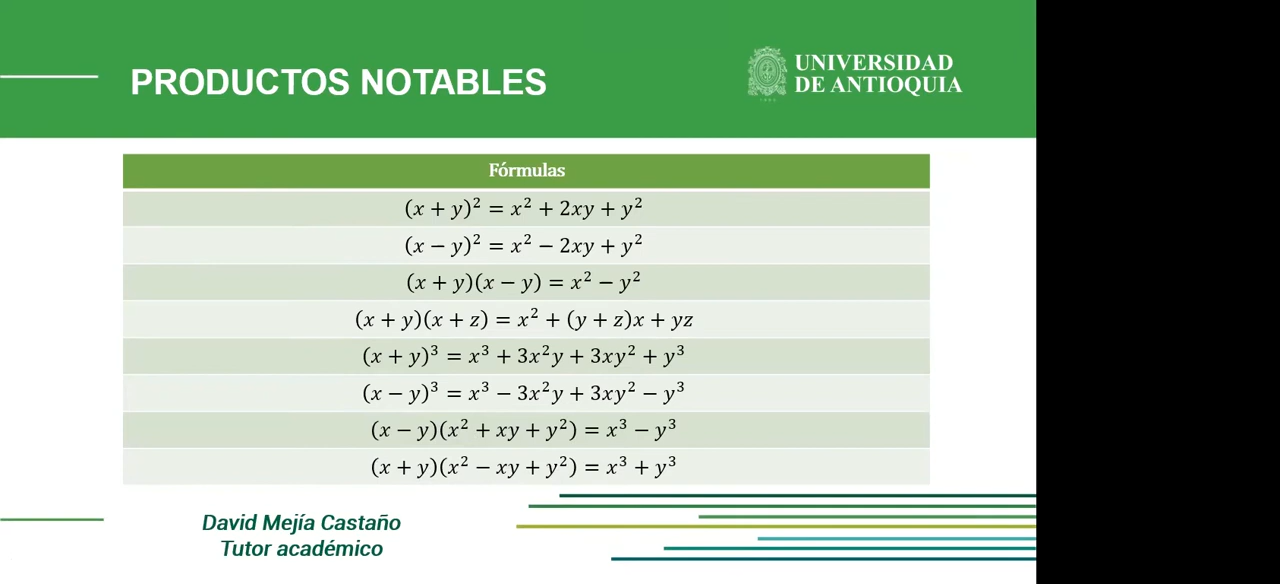 PRODUCTOS NOTABLES
UNIVERSIDAD
DE ANTIOQUIA
Fórmulas
(x + y)² = x² + 2xy + y²
(x − y)² = x² − 2xy + y²
(x + y)(x − y) = x² − y²
(x + y)(x + z) = x² + (y + z)x + yz
(x + y)³ = x³ + 3x²y + 3xy² + y³
(x − y)³ = x³ − 3x²y + 3xy² − y³
(x − y)(x² + xy + y²) = x³ − y³
(x + y)(x² − xy + y²) = x³ + y³
David Mejía Castaño
Tutor académico